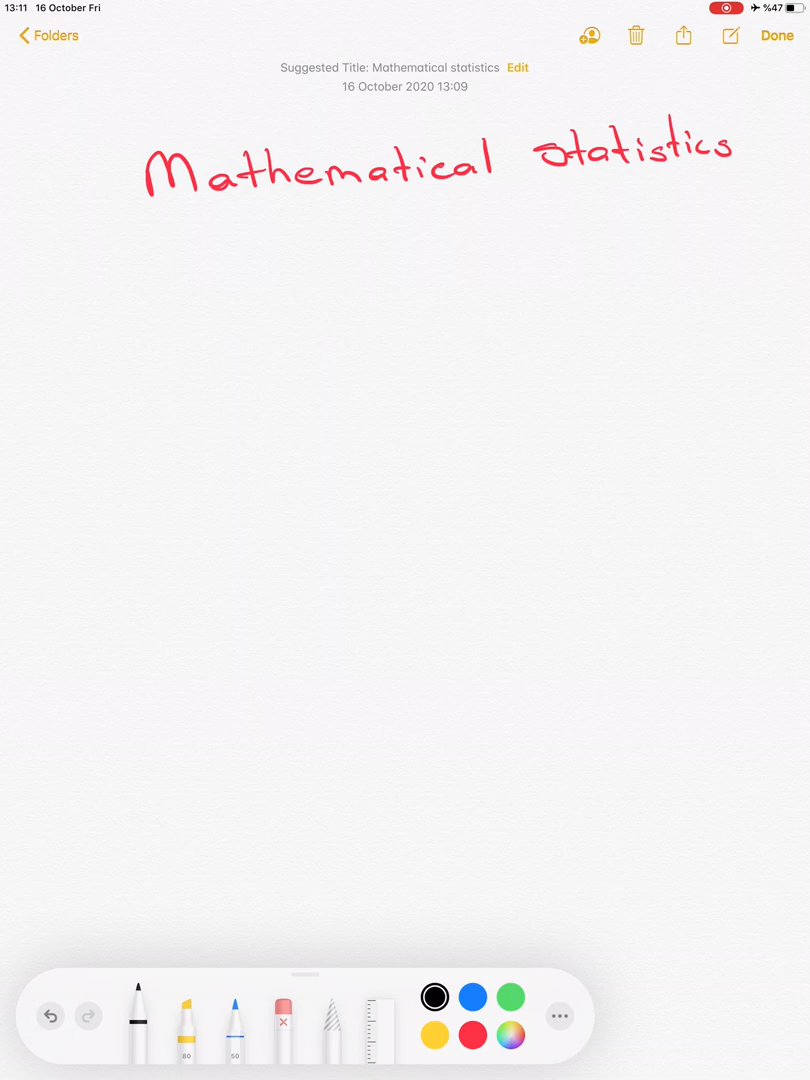 13:11 16 October Fri %47
Folders Done
Suggested Title: Mathematical statistics Edit
16 October 2020 13:09
Mathematical statistics
80 50